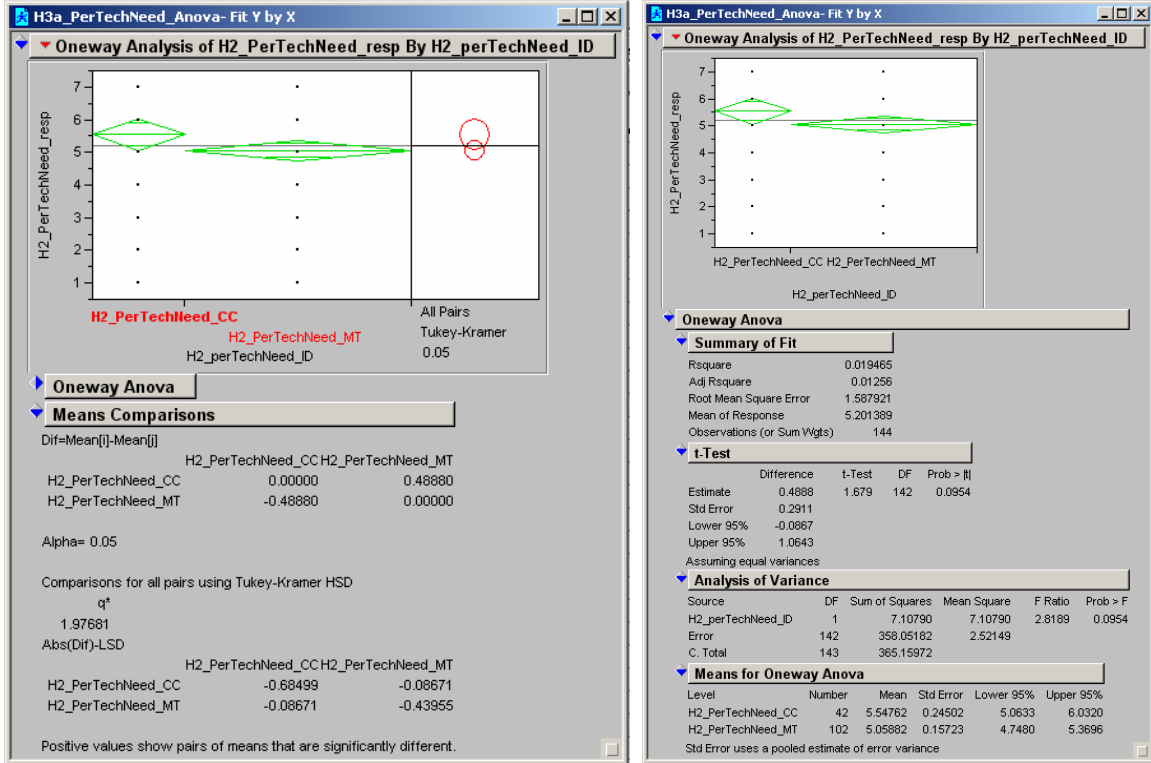 H3a_PerTechNeed_Anova- Fit Y by X
Oneway Analysis of H2_PerTechNeed_resp By H2_perTechNeed_ID
H2_PerTechNeed_resp
7
6
5
4
3
2
1
H2_PerTechNeed_CC
H2_PerTechNeed_MT
H2_perTechNeed_ID
All Pairs
Tukey-Kramer
0.05
Oneway Anova
Means Comparisons
Dif=Mean[i]-Mean[j]
H2_PerTechNeed_CC H2_PerTechNeed_MT
H2_PerTechNeed_CC 0.00000 0.48880
H2_PerTechNeed_MT -0.48880 0.00000
Alpha= 0.05
Comparisons for all pairs using Tukey-Kramer HSD
q*
1.97681
Abs(Dif)-LSD
H2_PerTechNeed_CC H2_PerTechNeed_MT
H2_PerTechNeed_CC -0.68499 -0.08671
H2_PerTechNeed_MT -0.08671 -0.43955
Positive values show pairs of means that are significantly different.
H3a_PerTechNeed_Anova- Fit Y by X
Oneway Analysis of H2_PerTechNeed_resp By H2_perTechNeed_ID
H2_PerTechNeed_resp
7
6
5
4
3
2
1
H2_PerTechNeed_CC H2_PerTechNeed_MT
H2_perTechNeed_ID
Oneway Anova
Summary of Fit
Rsquare 0.019465
Adj Rsquare 0.01256
Root Mean Square Error 1.587921
Mean of Response 5.201389
Observations (or Sum Wgts) 144
t-Test
Difference t-Test DF Prob > |t|
Estimate 0.4888 1.679 142 0.0954
Std Error 0.2911
Lower 95% -0.0867
Upper 95% 1.0643
Assuming equal variances
Analysis of Variance
Source DF Sum of Squares Mean Square F Ratio Prob > F
H2_perTechNeed_ID 1 7.10790 7.10790 2.8189 0.0954
Error 142 358.05182 2.52149
C. Total 143 365.15972
Means for Oneway Anova
Level Number Mean Std Error Lower 95% Upper 95%
H2_PerTechNeed_CC 42 5.54762 0.24502 5.0633 6.0320
H2_PerTechNeed_MT 102 5.05882 0.15723 4.7480 5.3696
Std Error uses a pooled estimate of error variance